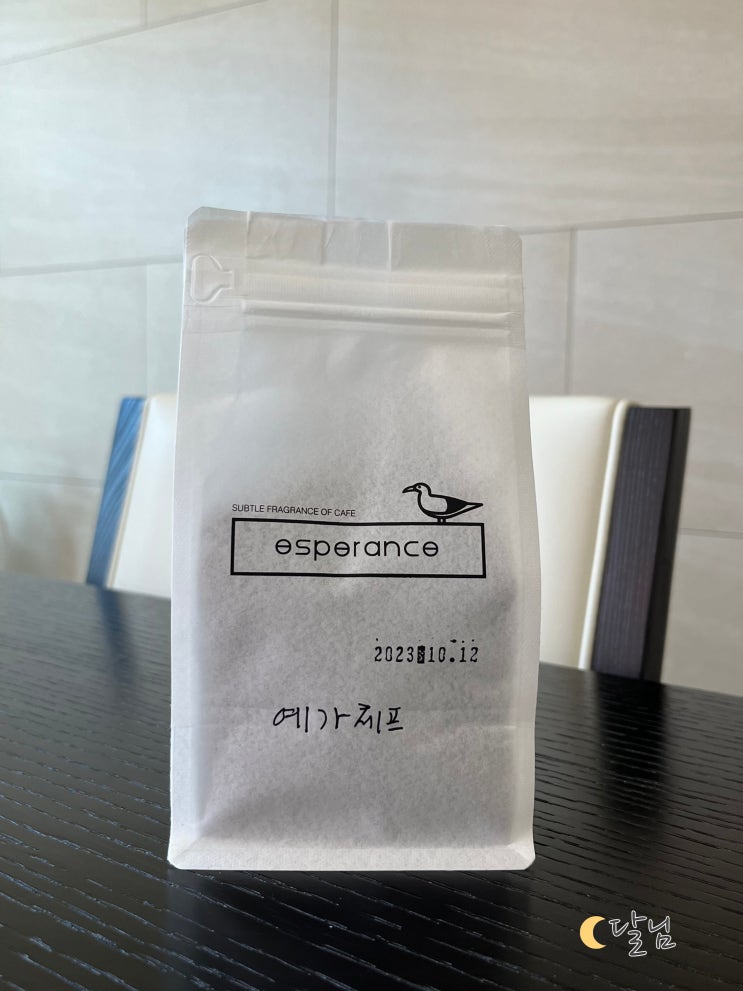 SUBTLE FRAGRANCE OF CAFE
esperance
2023.10.12
예가체프
달님